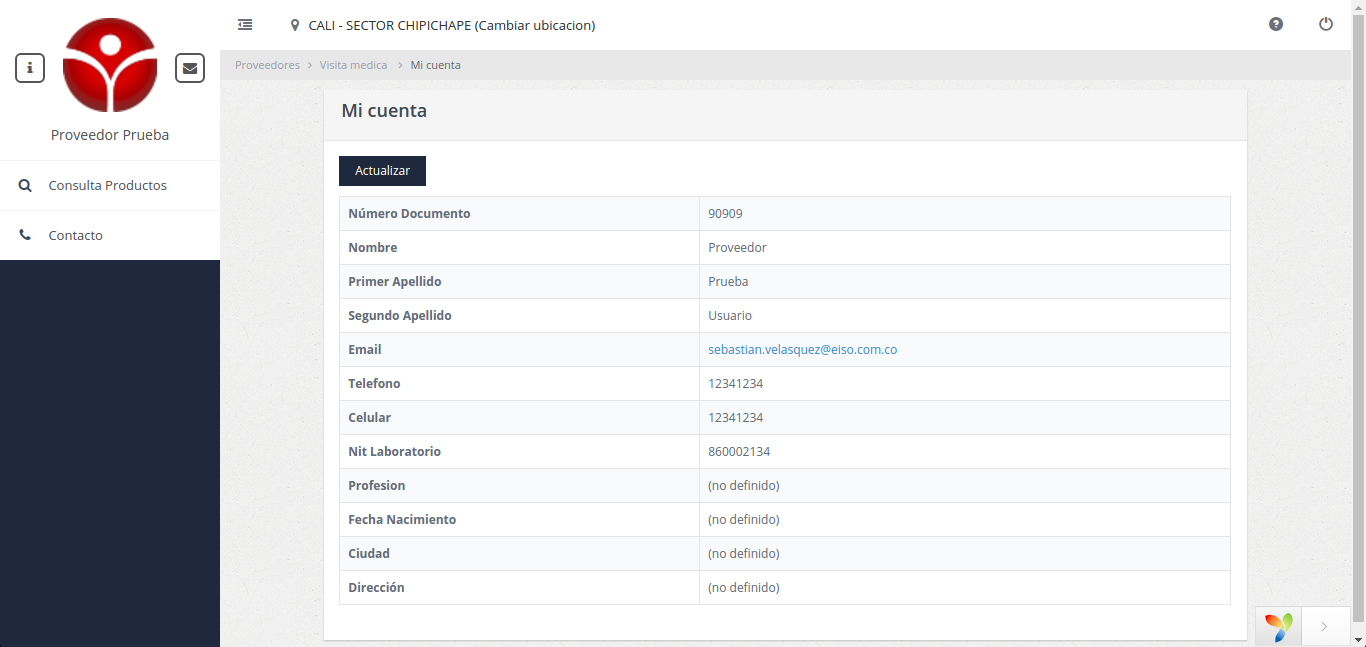 CALI - SECTOR CHIPICHAPE (Cambiar ubicacion)
Proveedores > Visita medica > Mi cuenta
Proveedor Prueba
Consulta Productos
Contacto
Mi cuenta
Actualizar
Número Documento 90909
Nombre Proveedor
Primer Apellido Prueba
Segundo Apellido Usuario
Email sebastian.velasquez@eiso.com.co
Telefono 12341234
Celular 12341234
Nit Laboratorio 860002134
Profesion (no definido)
Fecha Nacimiento (no definido)
Ciudad (no definido)
Dirección (no definido)